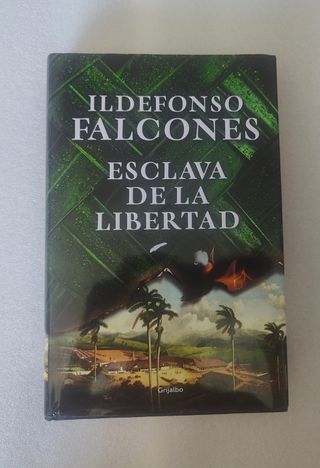 ILDEFONSO
FALCONES
ESCLAVA
DE LA
LIBERTAD
Grijalbo